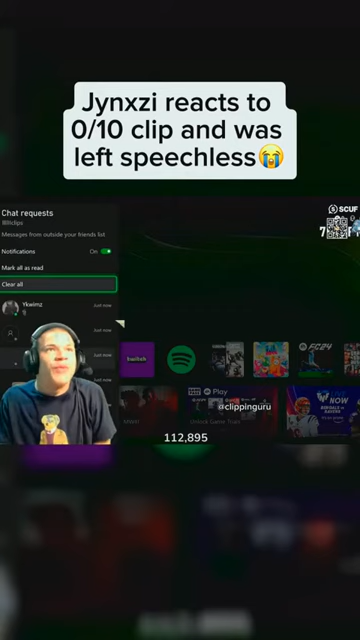 Jynxzi reacts to
0/10 clip and was
left speechless😭
SCUF
Chat requests
Messages from outside your friends list
Notifications On
Mark all as read
Clear all
Ykwimz
Just now
Just now
Just now
twitch
FC24
Play
NOW
@clippinguru
112,895